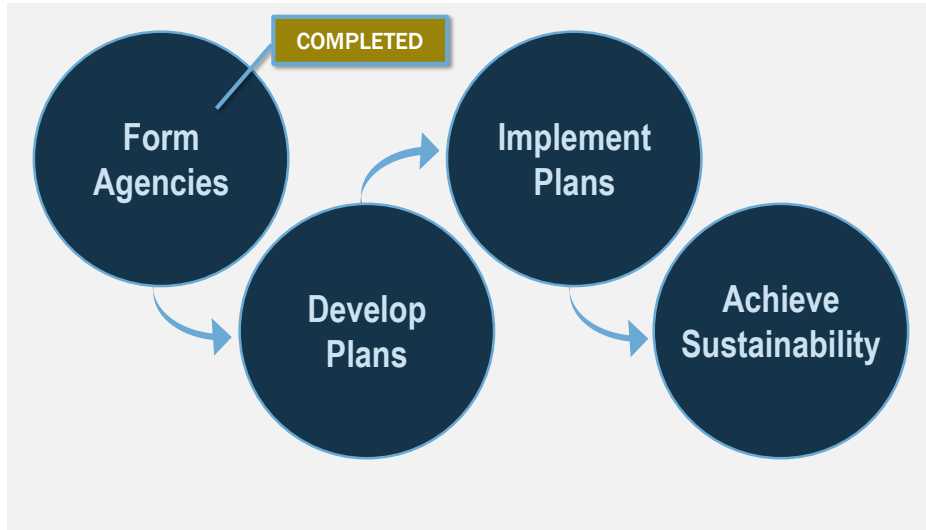 COMPLETED
Form
Agencies
Develop
Plans
Implement
Plans
Achieve
Sustainability